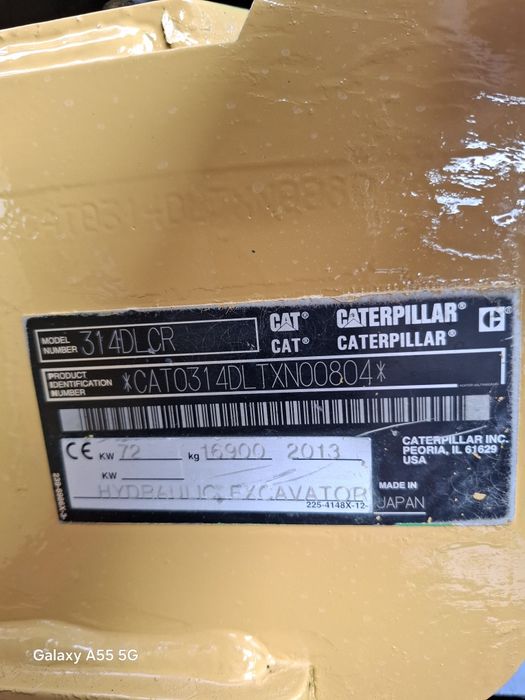 MODEL NUMBER 314DLCR
CAT® CATERPILLAR®
CAT® CATERPILLAR®
PRODUCT IDENTIFICATION NUMBER *CAT0314DLTXN00804*
CE KW 72 kg 16900 2013
KW
HYDRAULIC EXCAVATOR
225-4148X-12
CATERPILLAR INC.
PEORIA, IL 61629
USA
MADE IN
JAPAN
Galaxy A55 5G